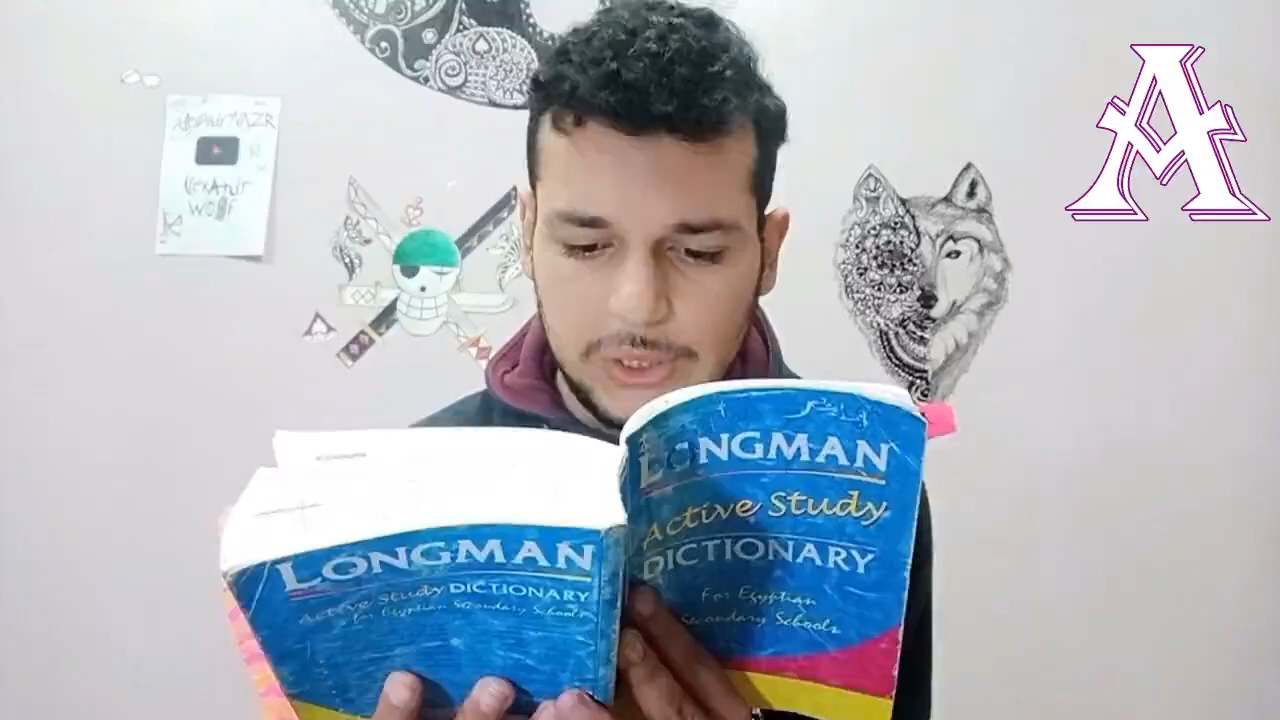 A
LONGMAN
Active Study
DICTIONARY
For Egyptian
Secondary Schools
LONGMAN
Active Study DICTIONARY
for Egyptian Secondary Schools